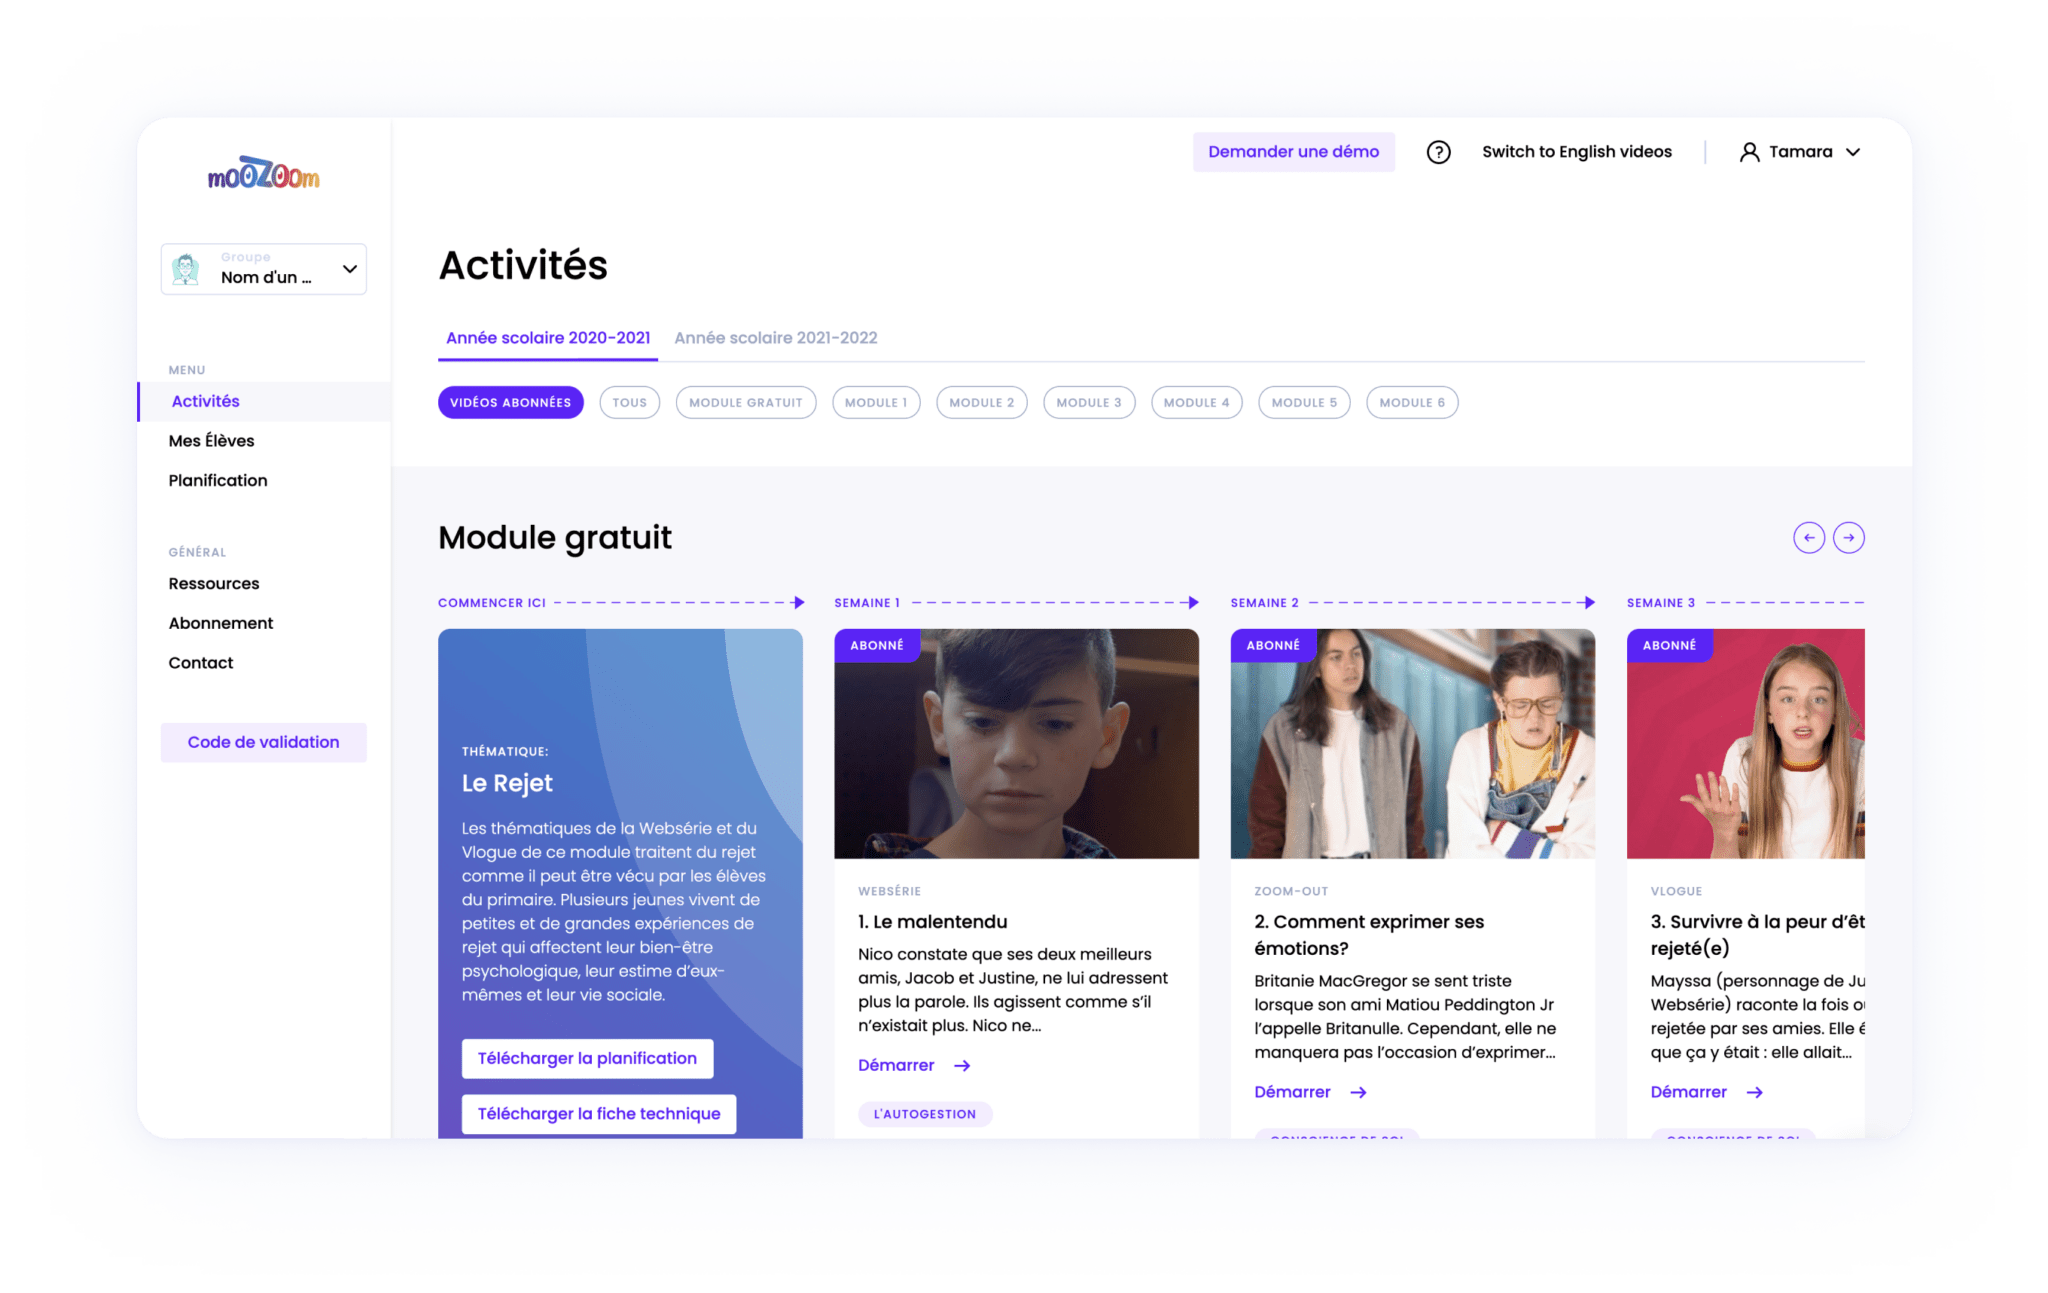 mooZoom
Demander une démo
?
Switch to English videos
Tamara
Groupe
Nom d'un ...
MENU
Activités
Mes Élèves
Planification
GÉNÉRAL
Ressources
Abonnement
Contact
Code de validation
Activités
Année scolaire 2020-2021
Année scolaire 2021-2022
VIDÉOS ABONNÉES
TOUS
MODULE GRATUIT
MODULE 1
MODULE 2
MODULE 3
MODULE 4
MODULE 5
MODULE 6
Module gratuit
COMMENCER ICI
THÉMATIQUE:
Le Rejet
Les thématiques de la Websérie et du
Vlogue de ce module traitent du rejet
comme il peut être vécu par les élèves
du primaire. Plusieurs jeunes vivent de
petites et de grandes expériences de
rejet qui affectent leur bien-être
psychologique, leur estime d’eux-
mêmes et leur vie sociale.
Télécharger la planification
Télécharger la fiche technique
SEMAINE 1
ABONNÉ
WEBSÉRIE
1. Le malentendu
Nico constate que ses deux meilleurs
amis, Jacob et Justine, ne lui adressent
plus la parole. Ils agissent comme s’il
n’existait plus. Nico ne...
Démarrer
L'AUTOGESTION
SEMAINE 2
ABONNÉ
ZOOM-OUT
2. Comment exprimer ses
émotions?
Britanie MacGregor se sent triste
lorsque son ami Matiou Peddington Jr
l’appelle Britanulle. Cependant, elle ne
manquera pas l’occasion d’exprimer...
Démarrer
CONSCIENCE DE SOI
SEMAINE 3
ABONNÉ
VLOGUE
3. Survivre à la peur d’êt
rejeté(e)
Mayssa (personnage de Ju
Websérie) raconte la fois
rejetée par ses amies. Elle
que ça y était : elle allait...
Démarrer
CONSCIENCE DE SOI